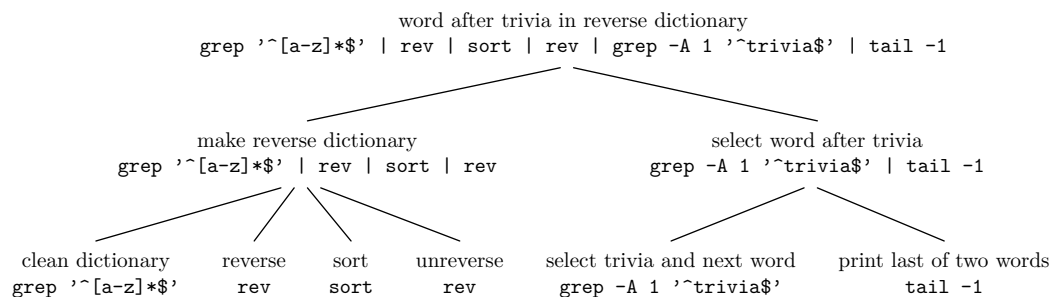 word after trivia in reverse dictionary
grep '^[a-z]*$' | rev | sort | rev | grep -A 1 '^trivia$' | tail -1
make reverse dictionary
grep '^[a-z]*$' | rev | sort | rev
select word after trivia
grep -A 1 '^trivia$' | tail -1
clean dictionary
grep '^[a-z]*$'
reverse
rev
sort
sort
unreverse
rev
select trivia and next word
grep -A 1 '^trivia$'
print last of two words
tail -1